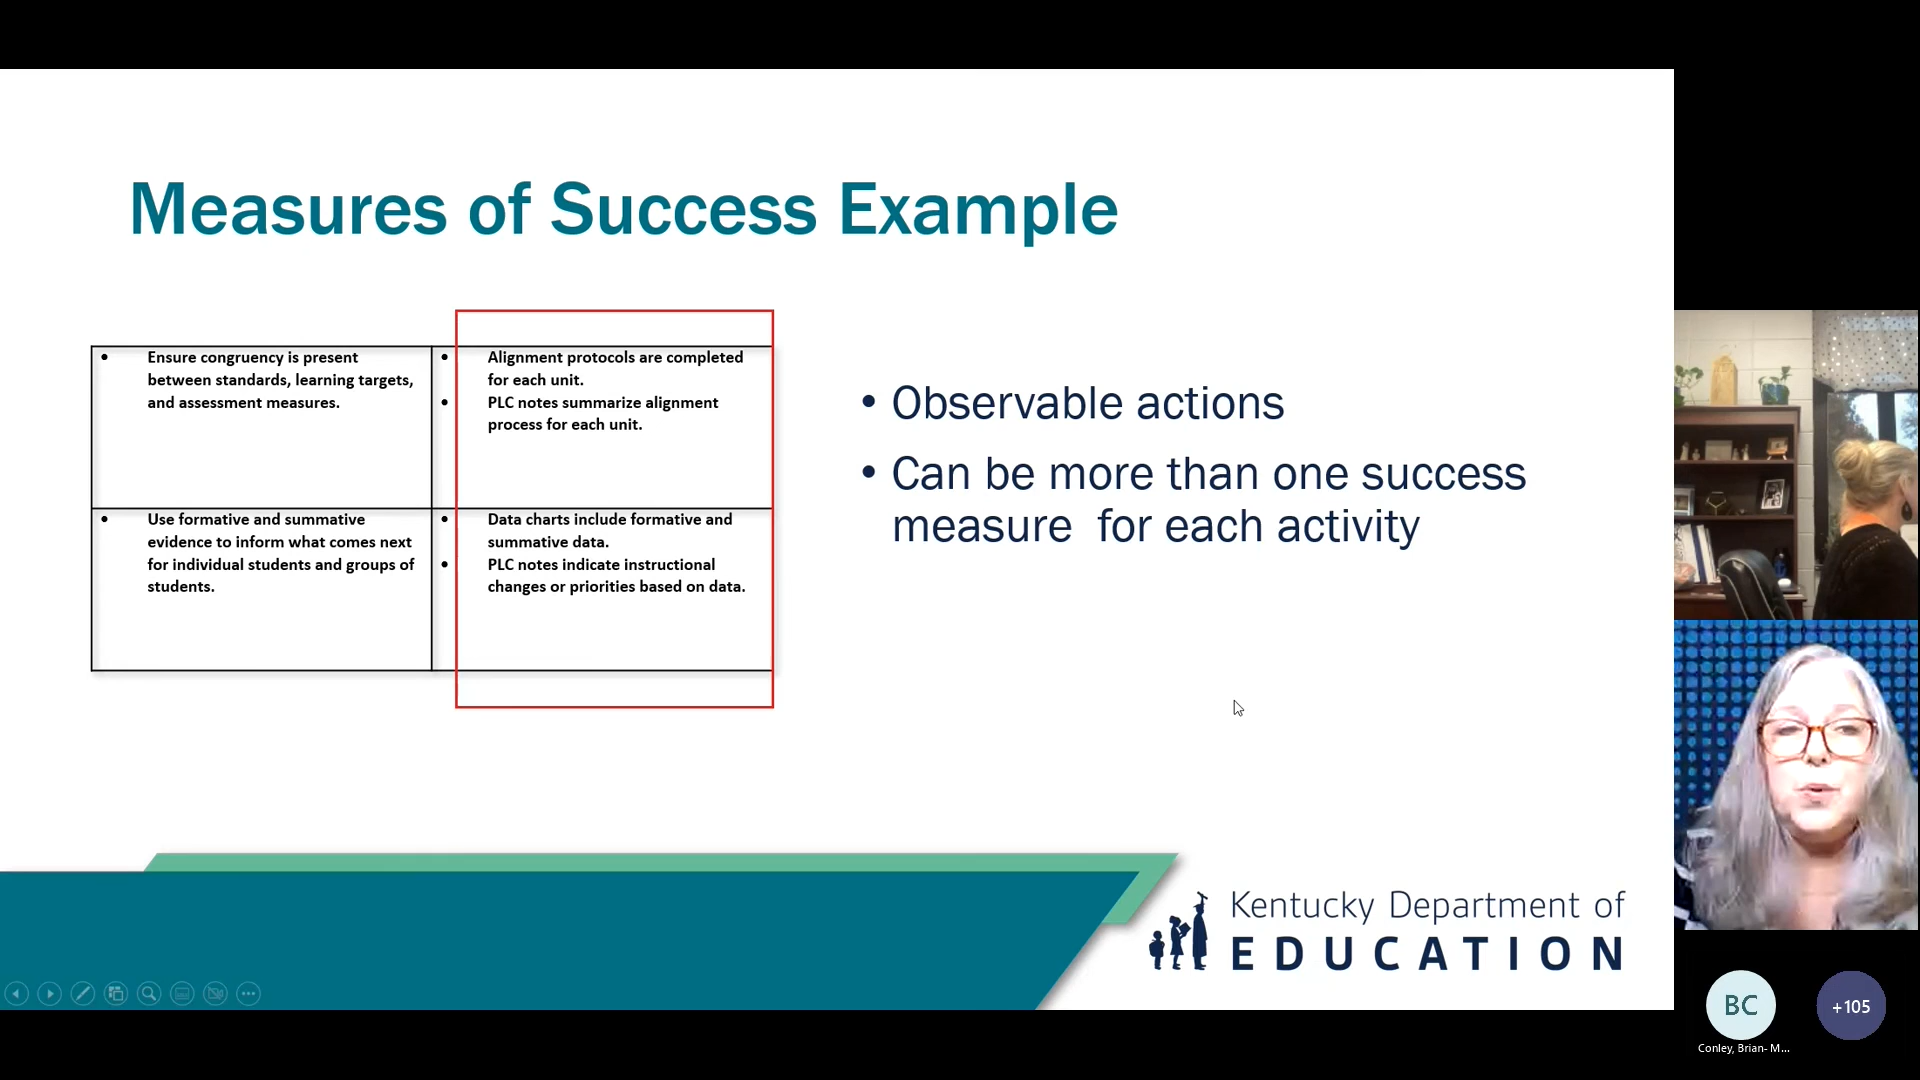 Measures of Success Example
• Ensure congruency is present
between standards, learning targets,
and assessment measures.
• Alignment protocols are completed
for each unit.
• PLC notes summarize alignment
process for each unit.
• Use formative and summative
evidence to inform what comes next
for individual students and groups of
students.
• Data charts include formative and
summative data.
• PLC notes indicate instructional
changes or priorities based on data.
• Observable actions
• Can be more than one success
measure  for each activity
Kentucky Department of
EDUCATION
BC
+105
Conley, Brian- M...